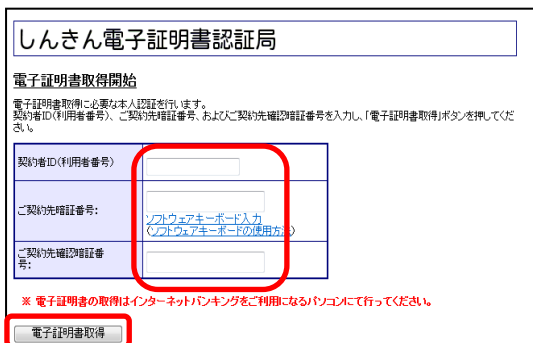 しんきん電子証明書認証局
電子証明書取得開始
電子証明書取得に必要な本人認証を行います。
契約者ID(利用者番号)、ご契約先暗証番号、およびご契約先確認暗証番号を入力し、「電子証明書取得」ボタンを押してくだ
さい。
契約者ID(利用者番号)
ご契約先暗証番号:
ソフトウェアキーボード入力
(ソフトウェアキーボードの使用方法)
ご契約先確認暗証番
号:
※ 電子証明書の取得はインターネットバンキングをご利用になるパソコンにて行ってください。
電子証明書取得